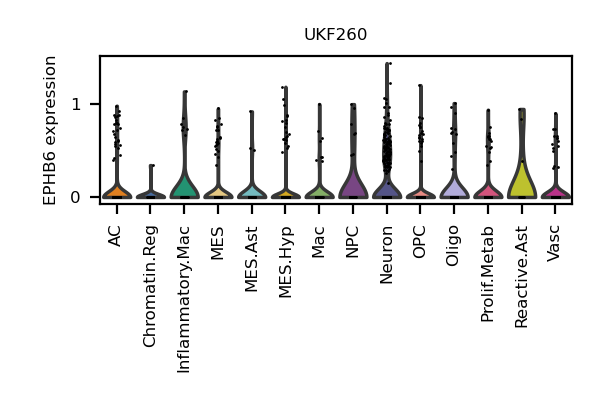 UKF260
EPHB6 expression
1
0
AC
Chromatin.Reg
Inflammatory.Mac
MES
MES.Ast
MES.Hyp
Mac
NPC
Neuron
OPC
Oligo
Prolif.Metab
Reactive.Ast
Vasc